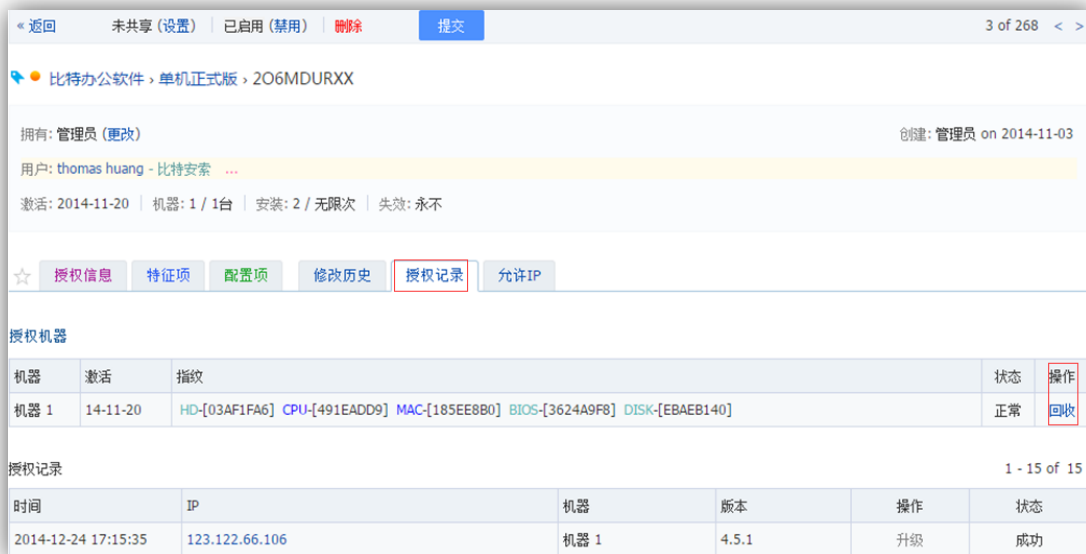 « 返回 未共享 (设置) 已启用 (禁用) 删除 提交 3 of 268 < >
比特办公软件 › 单机正式版 › 2O6MDURXX
拥有: 管理员 (更改) 创建: 管理员 on 2014-11-03
用户: thomas huang - 比特安索 ...
激活: 2014-11-20 机器: 1 / 1台 安装: 2 / 无限次 失效: 永不
授权信息 特征项 配置项 修改历史 授权记录 允许IP
授权机器
机器 激活 指纹 状态 操作
机器 1 14-11-20 HD-[03AF1FA6] CPU-[491EADD9] MAC-[185EE8B0] BIOS-[3624A9F8] DISK-[EBAEB140] 正常 回收
授权记录 1 - 15 of 15
时间 IP 机器 版本 操作 状态
2014-12-24 17:15:35 123.122.66.106 机器 1 4.5.1 升级 成功